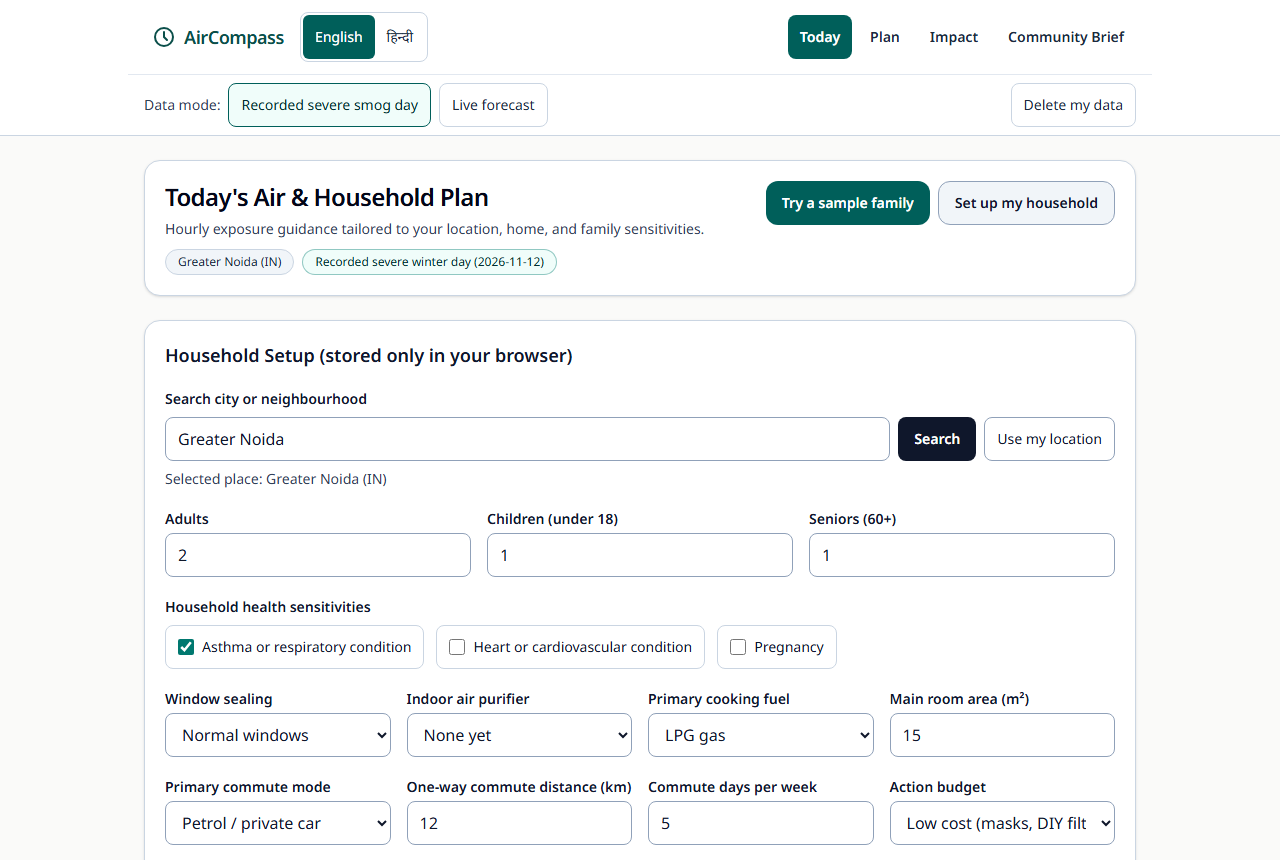 AirCompass
English
हिन्दी
Today
Plan
Impact
Community Brief
Data mode:
Recorded severe smog day
Live forecast
Delete my data
Today's Air & Household Plan
Try a sample family
Set up my household
Hourly exposure guidance tailored to your location, home, and family sensitivities.
Greater Noida (IN)
Recorded severe winter day (2026-11-12)
Household Setup (stored only in your browser)
Search city or neighbourhood
Greater Noida
Search
Use my location
Selected place: Greater Noida (IN)
Adults
Children (under 18)
Seniors (60+)
2
1
1
Household health sensitivities
Asthma or respiratory condition
Heart or cardiovascular condition
Pregnancy
Window sealing
Indoor air purifier
Primary cooking fuel
Main room area (m²)
Normal windows
None yet
LPG gas
15
Primary commute mode
One-way commute distance (km)
Commute days per week
Action budget
Petrol / private car
12
5
Low cost (masks, DIY filt